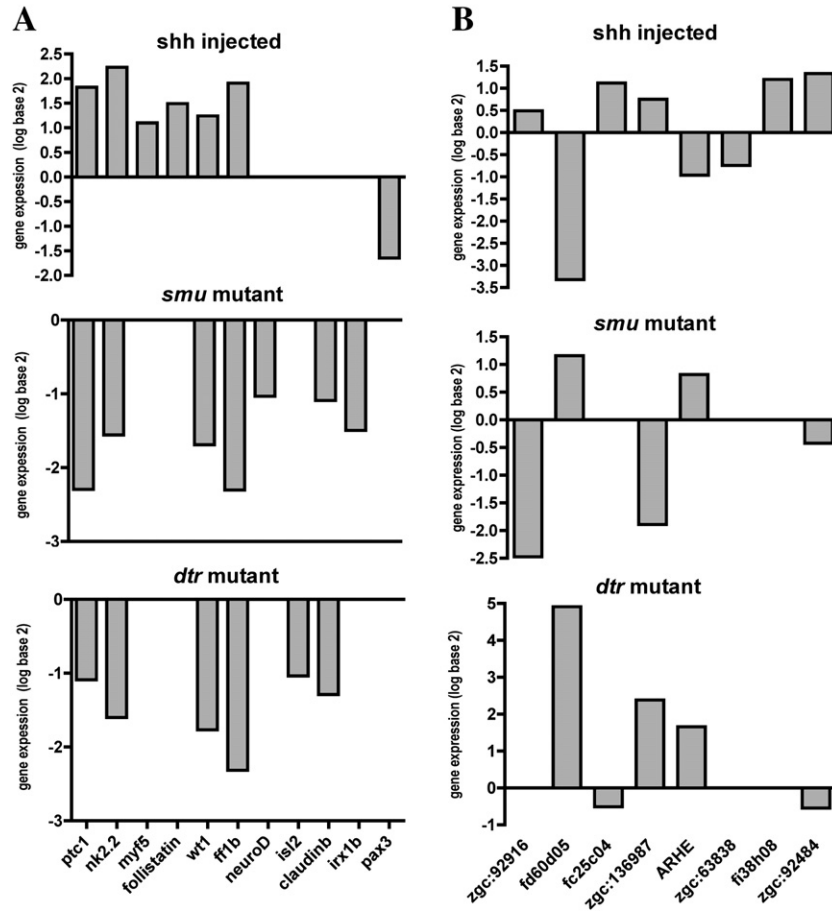 A
shh injected
gene expession (log base 2)
2.5
2.0
1.5
1.0
0.5
0.0
-0.5
-1.0
-1.5
-2.0
smu mutant
gene expression (log base 2)
0
-1
-2
-3
dtr mutant
gene expression (log base 2)
0
-1
-2
-3
ptc1
nk2.2
myf5
follistatin
wt1
ff1b
neuroD
isl2
claudinb
irx1b
pax3
B
shh injected
gene expession (log base 2)
1.5
1.0
0.5
0.0
-0.5
-1.0
-1.5
-2.0
-2.5
-3.0
-3.5
smu mutant
gene expression (log base 2)
1.5
1.0
0.5
0.0
-0.5
-1.0
-1.5
-2.0
-2.5
dtr mutant
gene expression (log base 2)
5
4
3
2
1
0
-1
zgc:92916
fd60d05
fc25c04
zgc:136987
ARHE
zgc:63838
fi38h08
zgc:92484